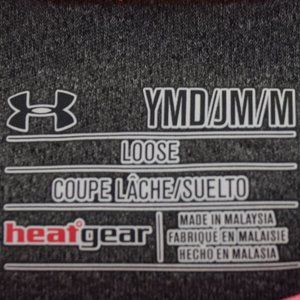 YMD/JM/M
LOOSE
COUPE LÂCHE/SUELTO
heatgear
MADE IN MALAYSIA
FABRIQUÉ EN MALAISIE
HECHO EN MALASIA